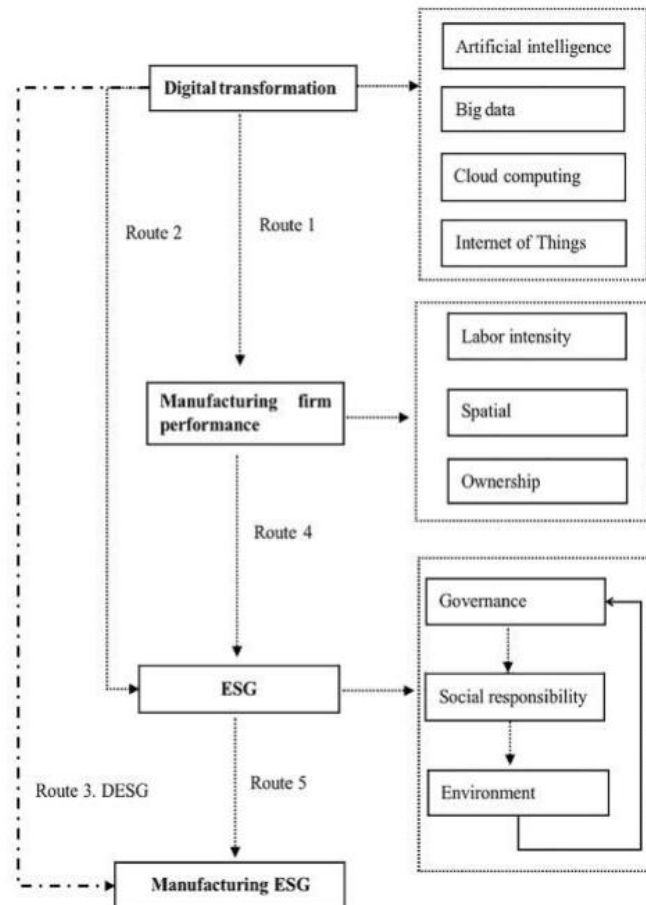 Artificial intelligence
Digital transformation
Big data
Cloud computing
Route 2
Route 1
Internet of Things
Labor intensity
Manufacturing firm
performance
Spatial
Ownership
Route 4
Governance
ESG
Social responsibility
Route 3. DESG
Route 5
Environment
Manufacturing ESG